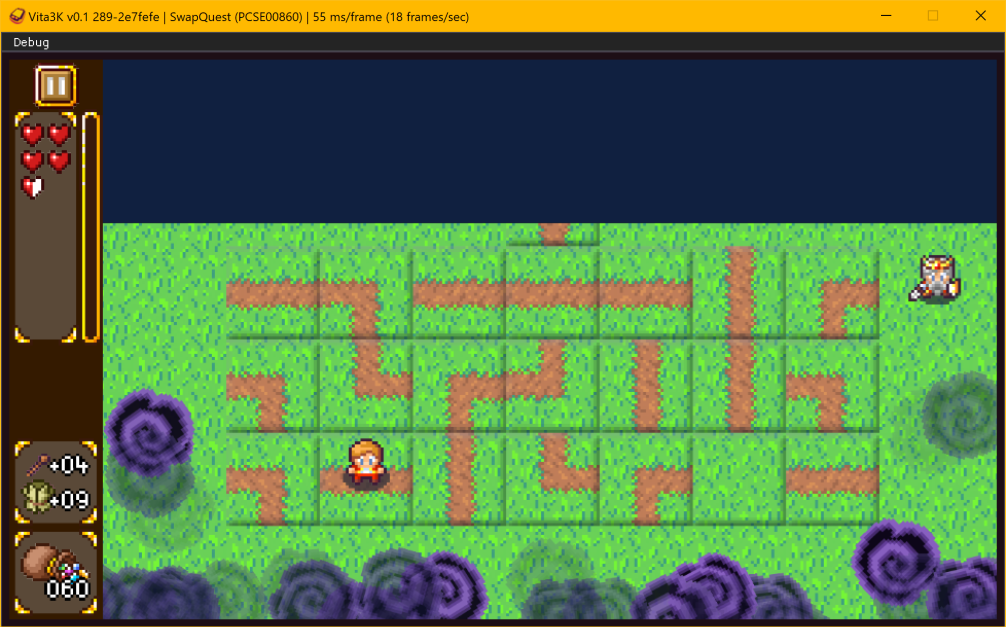 Vita3K v0.1 289-2e7fefe | SwapQuest (PCSE00860) | 55 ms/frame (18 frames/sec)
Debug
+04
+09
060